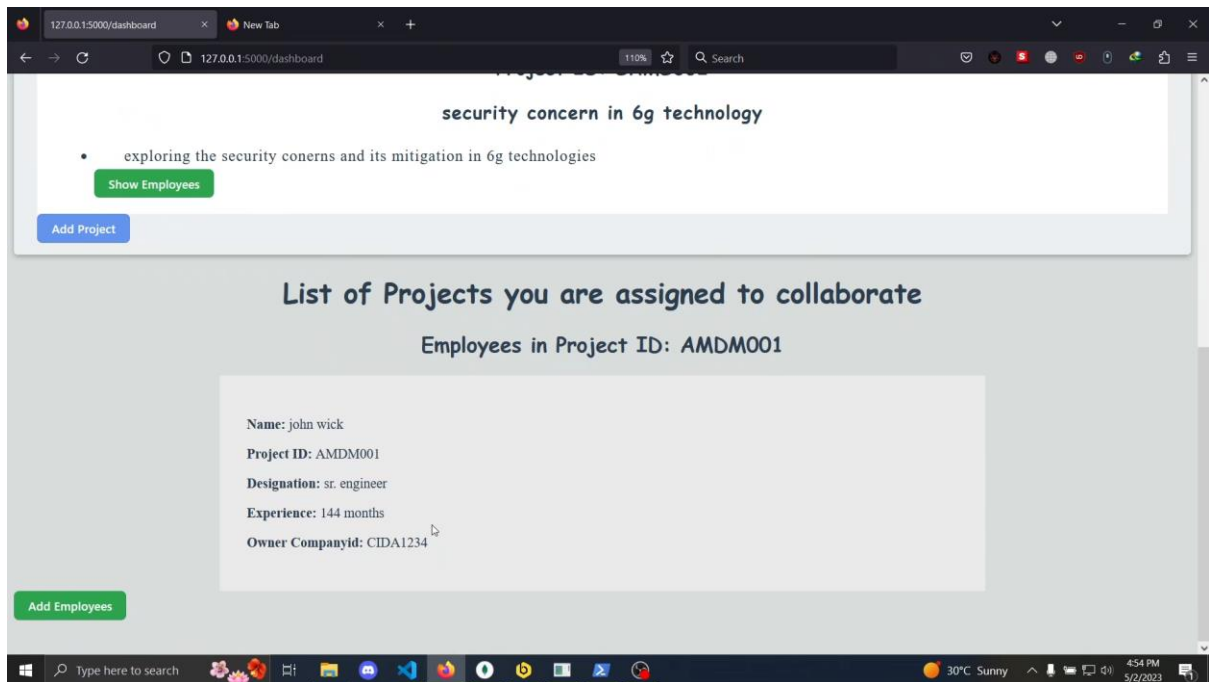 127.0.0.1:5000/dashboard
New Tab
127.0.0.1:5000/dashboard
110%
Search
security concern in 6g technology
exploring the security conerns and its mitigation in 6g technologies
Show Employees
Add Project
List of Projects you are assigned to collaborate
Employees in Project ID: AMDM001
Name: john wick
Project ID: AMDM001
Designation: sr. engineer
Experience: 144 months
Owner Companyid: CIDA1234
Add Employees
Type here to search
30°C Sunny
4:54 PM
5/2/2023